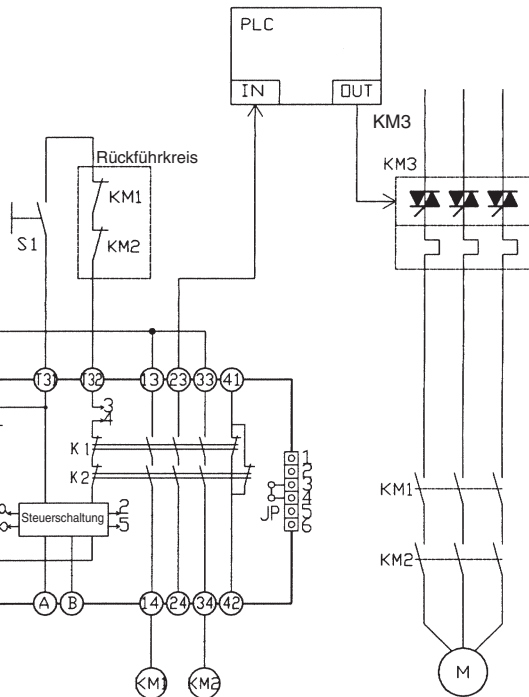 PLC
IN OUT
KM3
KM3
Rückführkreis
KM1
S1
KM2
T31 T32 13 23 33 41
3
4
K1
K2
1
2
3
4
5
6
JP
Steuerschaltung
2
5
KM1
KM2
A B 14 24 34 42
KM1 KM2
M